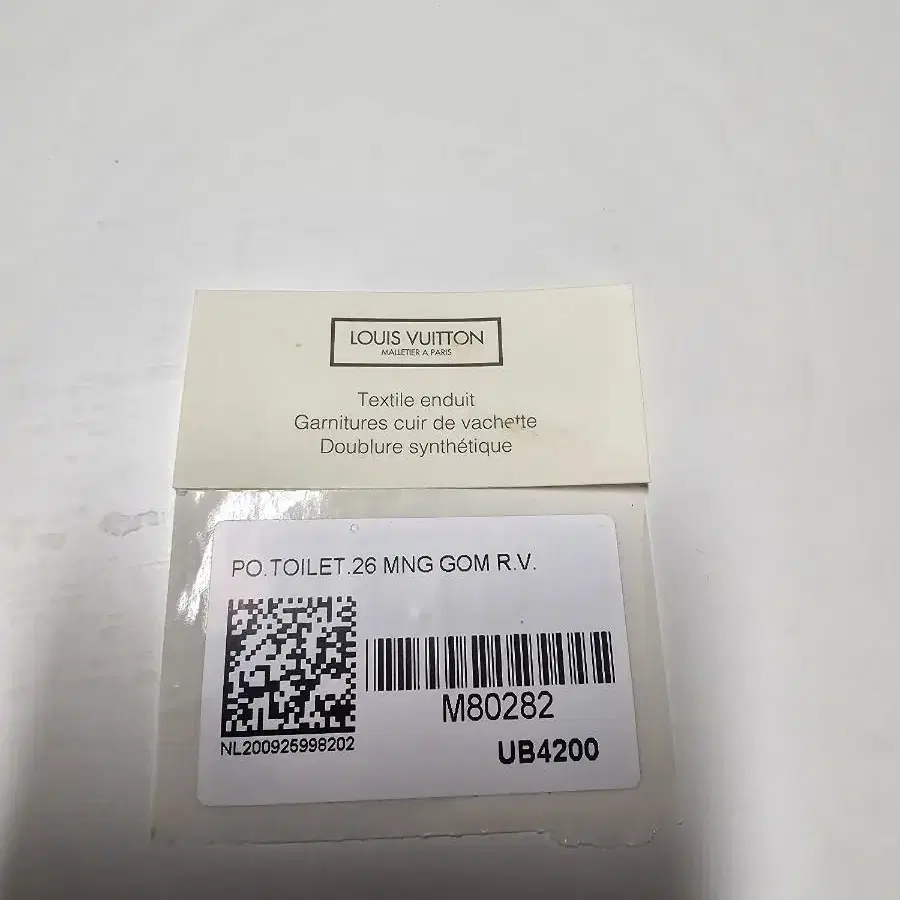 LOUIS VUITTON
MALLETIER A PARIS
Textile enduit
Garnitures cuir de vachette
Doublure synthétique
PO.TOILET.26 MNG GOM R.V.
NL200925998202
M80282
UB4200